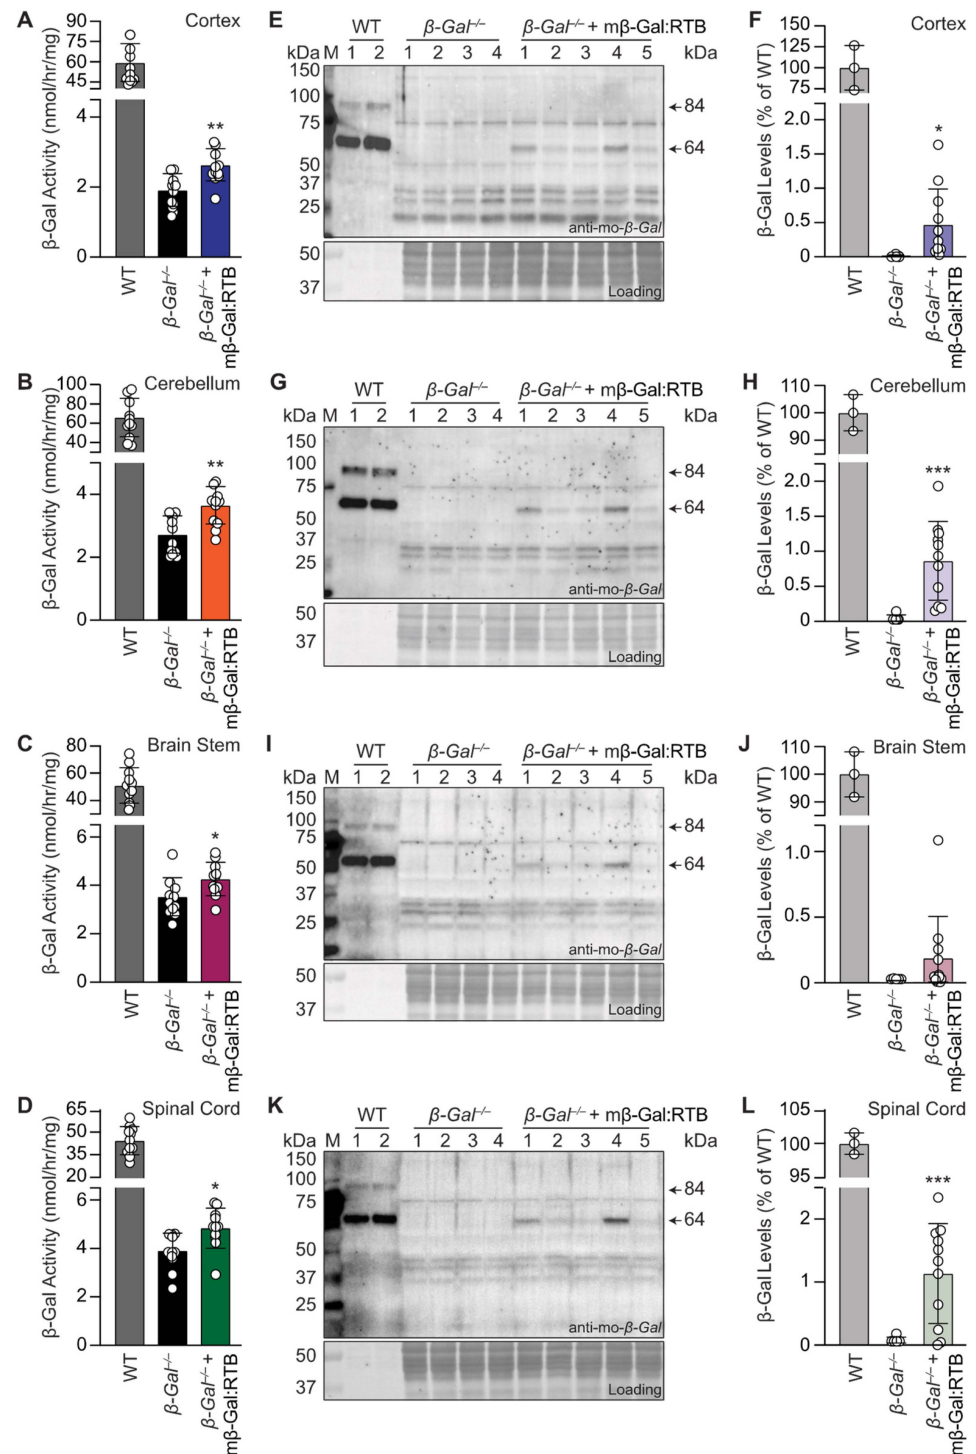 A
Cortex
β-Gal Activity (nmol/hr/mg)
90
75
60
45
4
2
0
**
WT
β-Gal–/–
β-Gal–/– +
mβ-Gal:RTB
E
WT
β-Gal–/–
β-Gal–/– + mβ-Gal:RTB
kDa M 1 2 1 2 3 4 1 2 3 4 5 kDa
150
100
75
50
37
25
←84
←64
anti-mo-β-Gal
50
37
Loading
F
Cortex
β-Gal Levels (% of WT)
150
125
100
75
2.0
1.0
0.5
0
*
WT
β-Gal–/–
β-Gal–/– +
mβ-Gal:RTB
B
Cerebellum
β-Gal Activity (nmol/hr/mg)
100
80
60
40
4
2
0
**
WT
β-Gal–/–
β-Gal–/– +
mβ-Gal:RTB
G
WT
β-Gal–/–
β-Gal–/– + mβ-Gal:RTB
kDa M 1 2 1 2 3 4 1 2 3 4 5 kDa
150
100
75
50
37
25
←84
←64
anti-mo-β-Gal
50
37
Loading
H
Cerebellum
β-Gal Levels (% of WT)
110
100
90
2.0
1.5
1.0
0.5
0
***
WT
β-Gal–/–
β-Gal–/– +
mβ-Gal:RTB
C
Brain Stem
β-Gal Activity (nmol/hr/mg)
80
60
40
6
4
2
0
*
WT
β-Gal–/–
β-Gal–/– +
mβ-Gal:RTB
I
WT
β-Gal–/–
β-Gal–/– + mβ-Gal:RTB
kDa M 1 2 1 2 3 4 1 2 3 4 5 kDa
150
100
75
50
37
25
←84
←64
anti-mo-β-Gal
50
37
Loading
J
Brain Stem
β-Gal Levels (% of WT)
110
100
90
1.0
0.5
0
WT
β-Gal–/–
β-Gal–/– +
mβ-Gal:RTB
D
Spinal Cord
β-Gal Activity (nmol/hr/mg)
65
50
35
20
6
4
2
0
*
WT
β-Gal–/–
β-Gal–/– +
mβ-Gal:RTB
K
WT
β-Gal–/–
β-Gal–/– + mβ-Gal:RTB
kDa M 1 2 1 2 3 4 1 2 3 4 5 kDa
150
100
75
50
37
25
←84
←64
anti-mo-β-Gal
50
37
Loading
L
Spinal Cord
β-Gal Levels (% of WT)
105
100
95
2
1
0
***
WT
β-Gal–/–
β-Gal–/– +
mβ-Gal:RTB